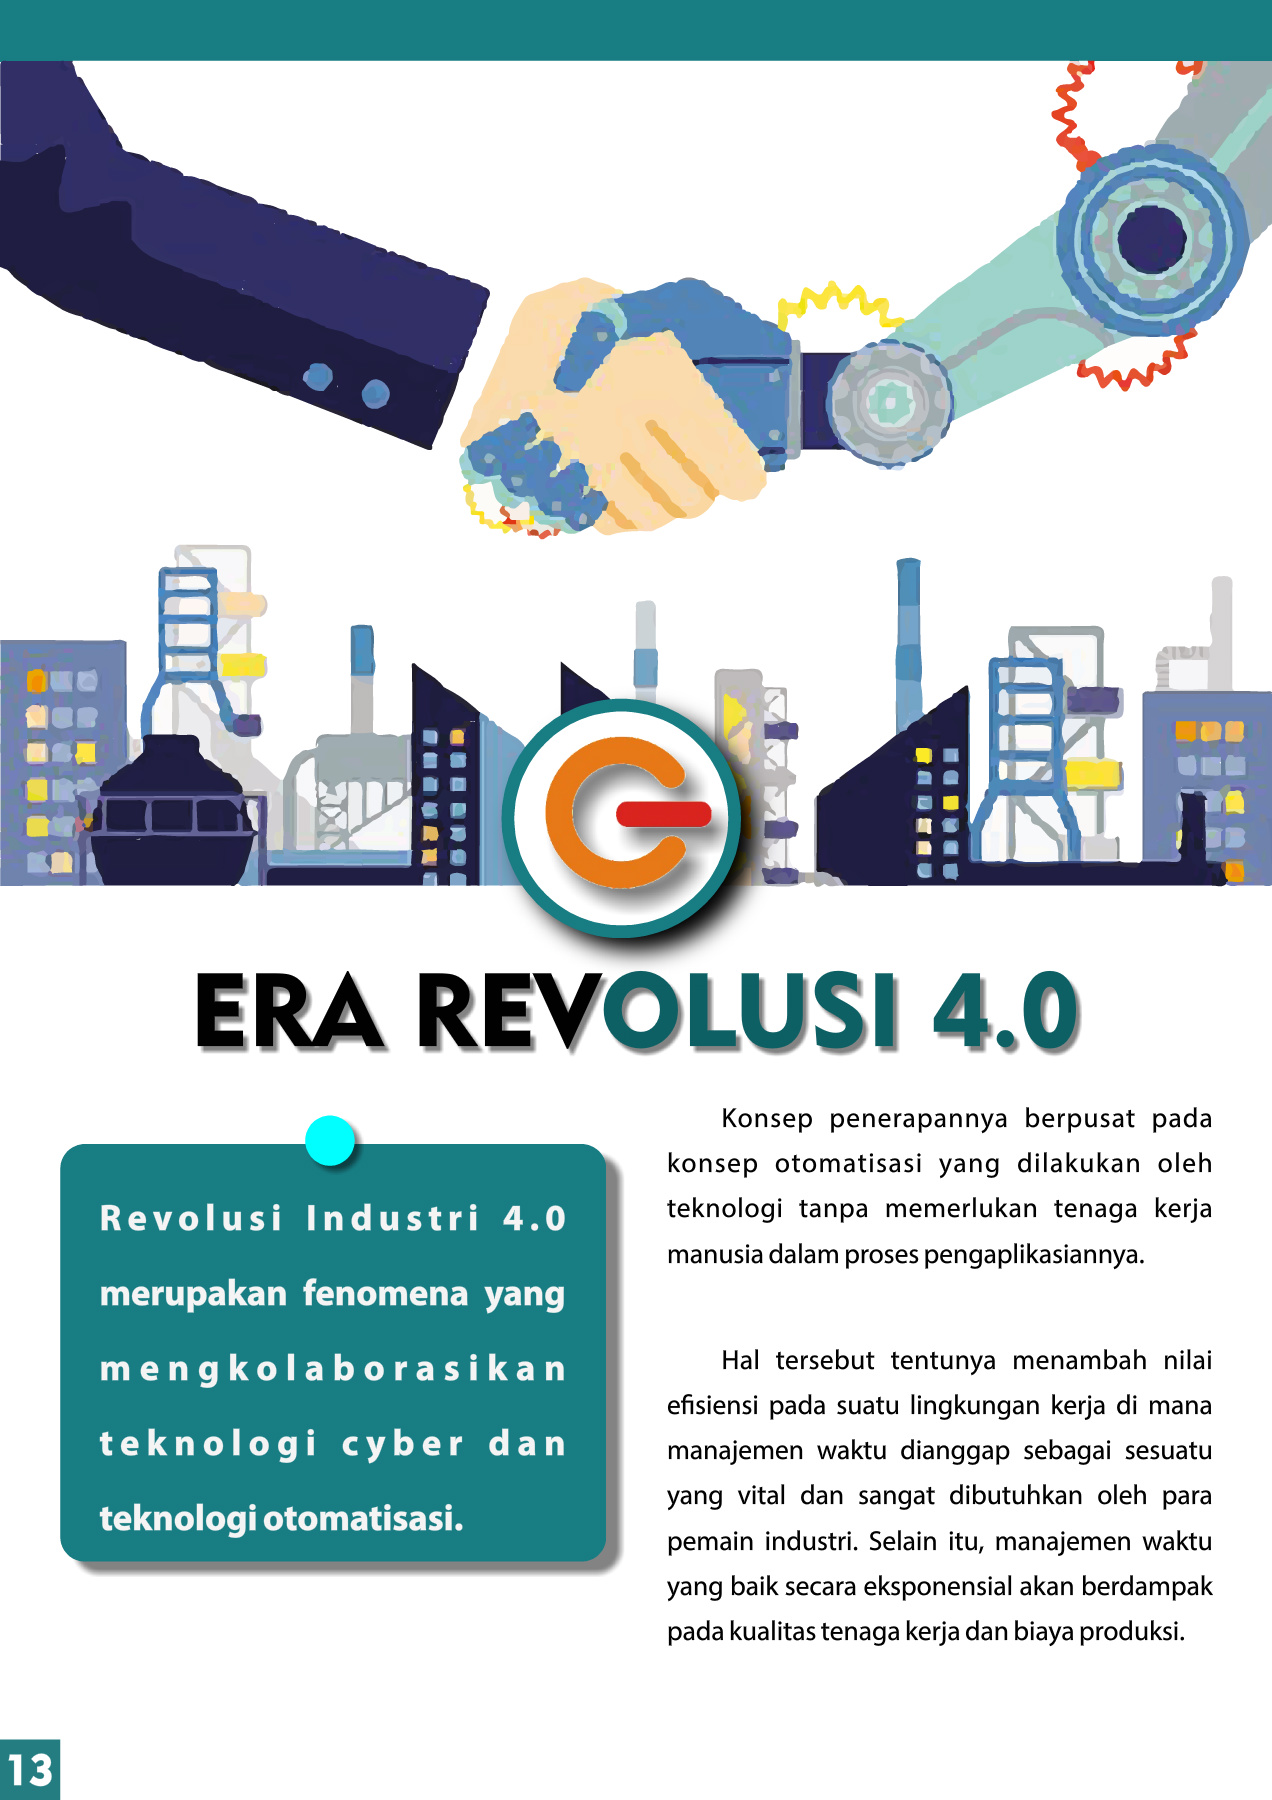 ERA REVOLUSI 4.0
Revolusi Industri 4.0
merupakan fenomena yang
mengkolaborasikan
teknologi cyber dan
teknologi otomatisasi.
Konsep penerapannya berpusat pada
konsep otomatisasi yang dilakukan oleh
teknologi tanpa memerlukan tenaga kerja
manusia dalam proses pengaplikasiannya.
Hal tersebut tentunya menambah nilai
efisiensi pada suatu lingkungan kerja di mana
manajemen waktu dianggap sebagai sesuatu
yang vital dan sangat dibutuhkan oleh para
pemain industri. Selain itu, manajemen waktu
yang baik secara eksponensial akan berdampak
pada kualitas tenaga kerja dan biaya produksi.
13